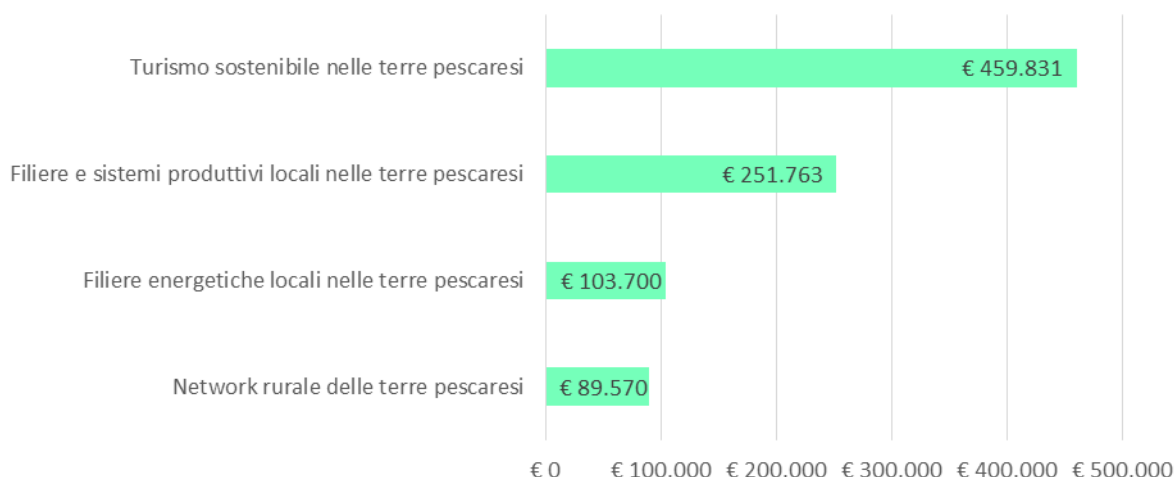 Turismo sostenibile nelle terre pescaresi
€ 459.831
Filiere e sistemi produttivi locali nelle terre pescaresi
€ 251.763
Filiere energetiche locali nelle terre pescaresi
€ 103.700
Network rurale delle terre pescaresi
€ 89.570
€ 0 € 100.000 € 200.000 € 300.000 € 400.000 € 500.000